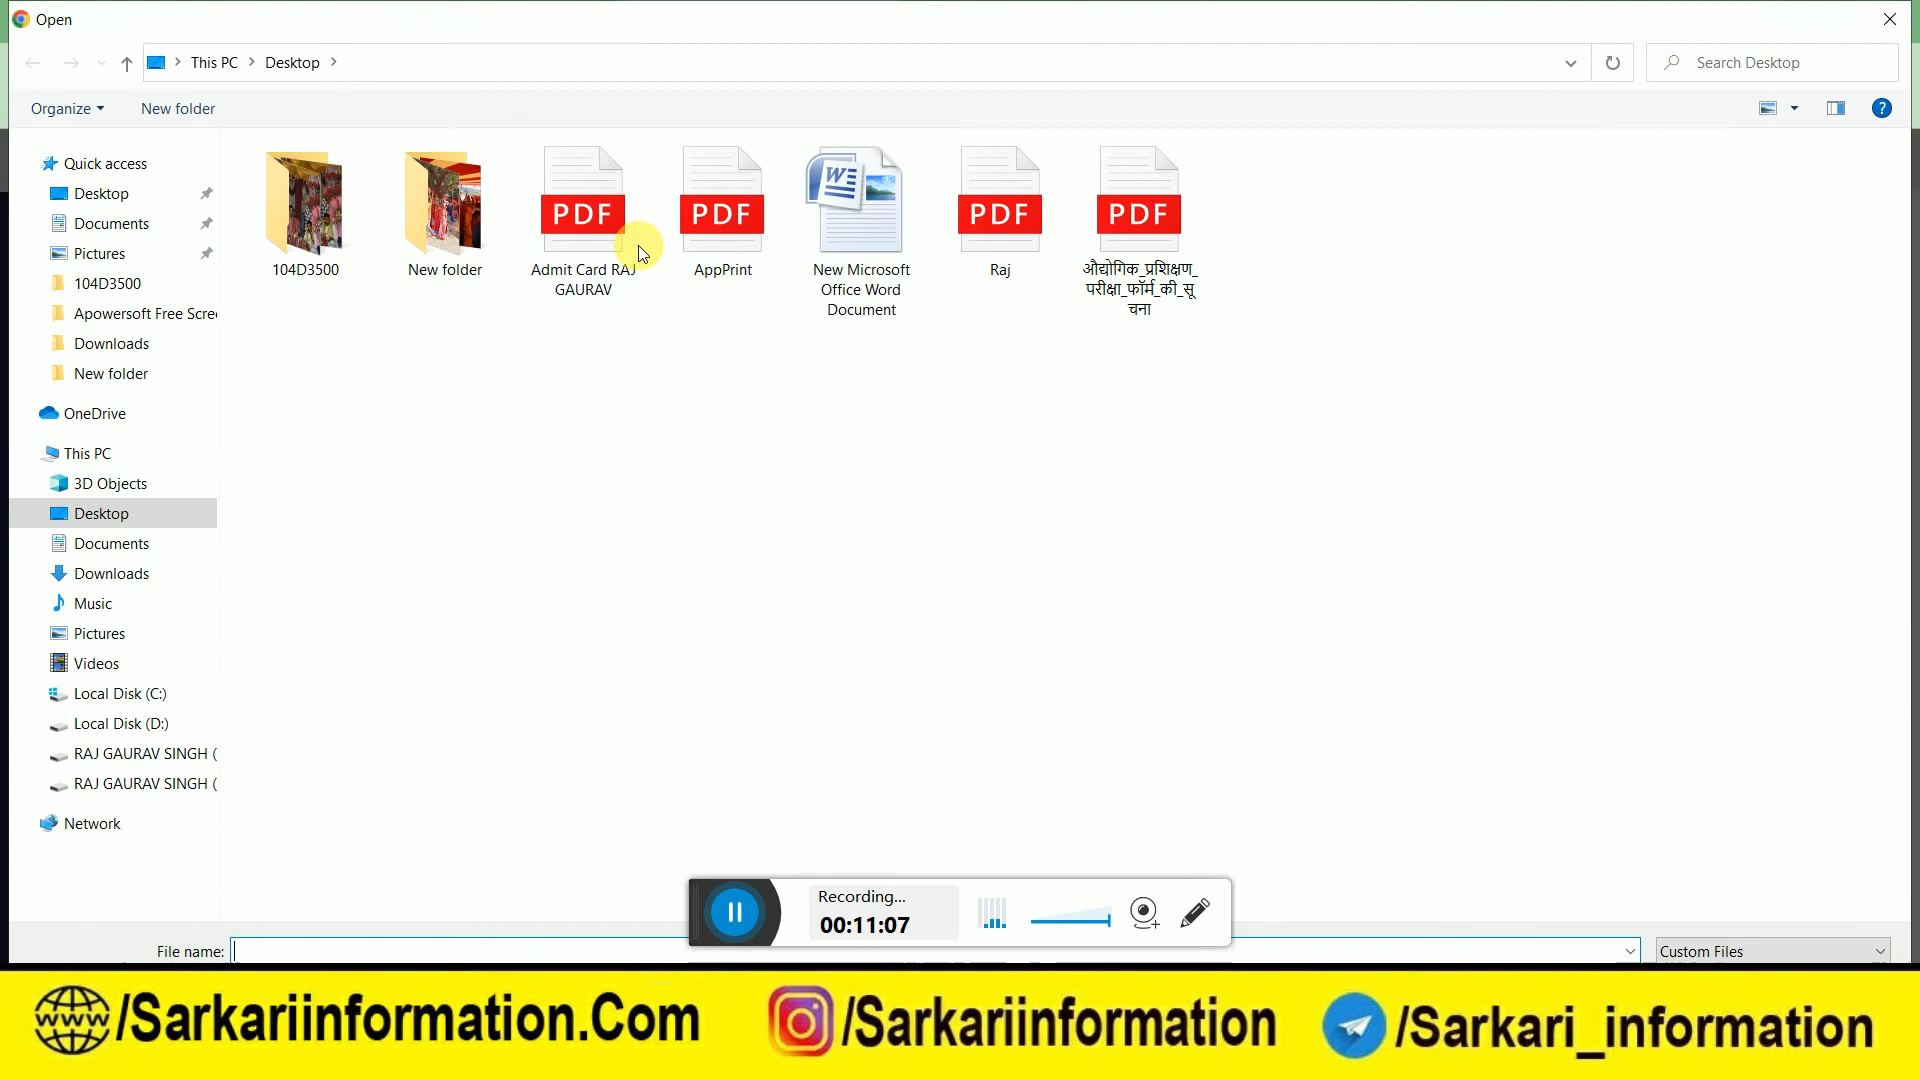 Open
This PC
Desktop
Search Desktop
Organize
New folder
Quick access
Desktop
Documents
Pictures
104D3500
Apowersoft Free Scre
Downloads
New folder
OneDrive
This PC
3D Objects
Desktop
Documents
Downloads
Music
Pictures
Videos
Local Disk (C:)
Local Disk (D:)
RAJ GAURAV SINGH (
RAJ GAURAV SINGH (
Network
104D3500
New folder
PDF
Admit Card RAJ
GAURAV
PDF
AppPrint
W
New Microsoft
Office Word
Document
PDF
Raj
PDF
औद्योगिक_प्रशिक्षण_
परीक्षा_फॉर्म_की_सू
चना
Recording...
00:11:07
File name:
Custom Files
www/Sarkariinformation.Com
/Sarkariinformation
/Sarkari_information